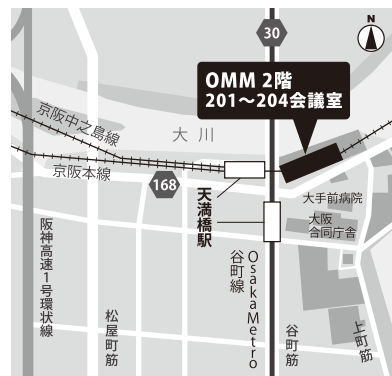 N
30
OMM 2階
201〜204会議室
京阪中之島線
大川
京阪本線
168
天満橋駅
大手前病院
大阪
合同庁舎
阪神高速1号環状線
松屋町筋
OsakaMetro
谷町線
谷町筋
上町筋